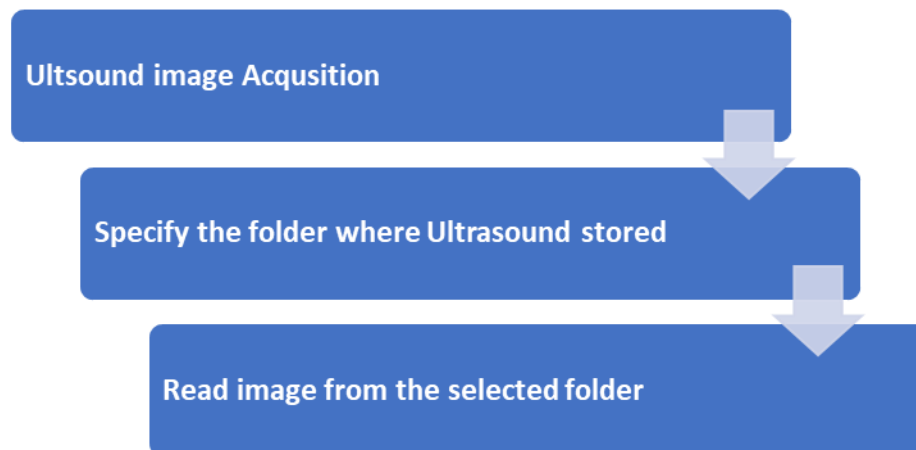 Ultsound image Acqusition
Specify the folder where Ultrasound stored
Read image from the selected folder